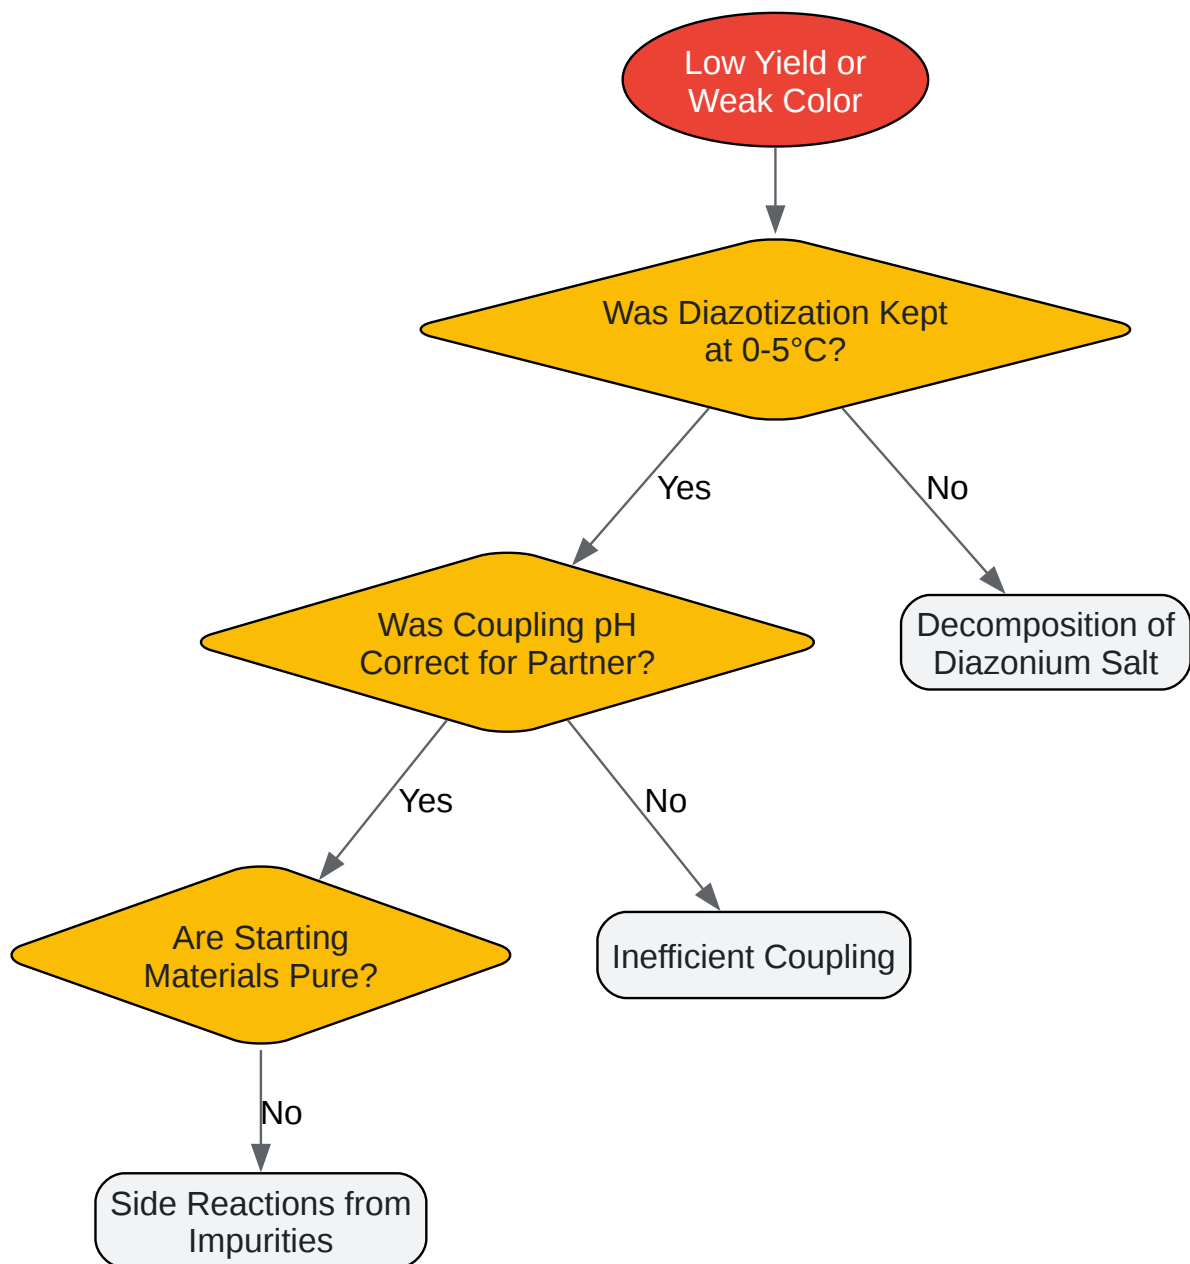 Low Yield or
Weak Color
Was Diazotization Kept
at 0-5°C?
Yes
No
Was Coupling pH
Correct for Partner?
Decomposition of
Diazonium Salt
Yes
No
Are Starting
Materials Pure?
Inefficient Coupling
No
Side Reactions from
Impurities